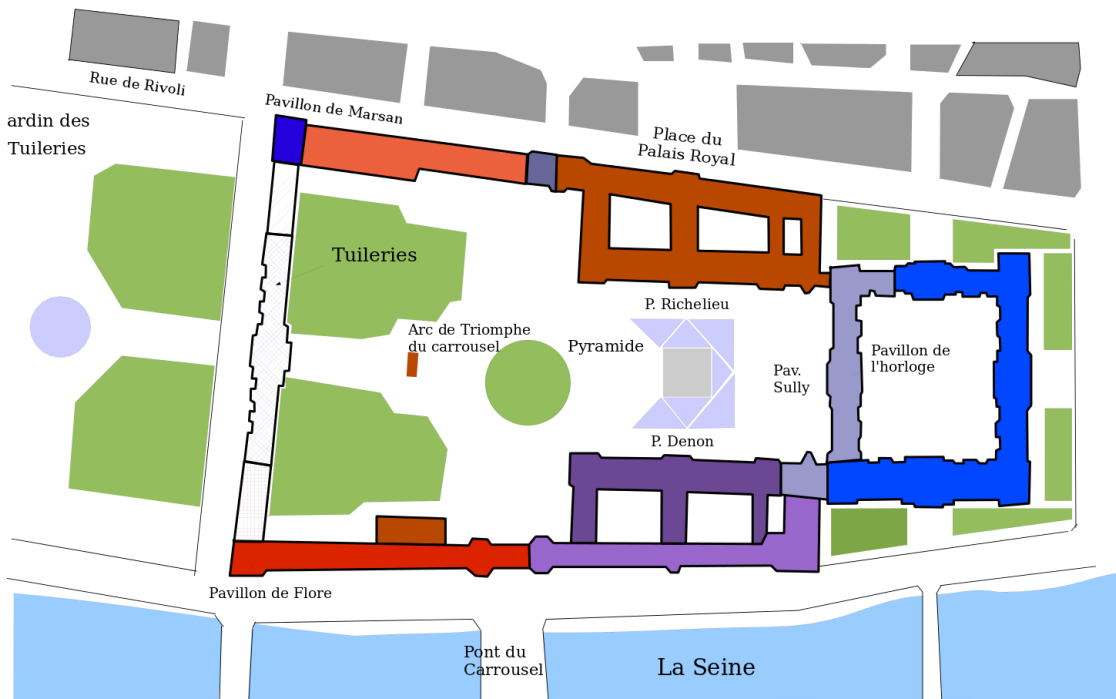 Rue de Rivoli
Pavillon de Marsan
Place du
Palais Royal
ardin des
Tuileries
Tuileries
P. Richelieu
Arc de Triomphe
du carrousel
Pyramide
Pavillon de
l'horloge
Pav.
Sully
P. Denon
Pavillon de Flore
Pont du
Carrousel
La Seine